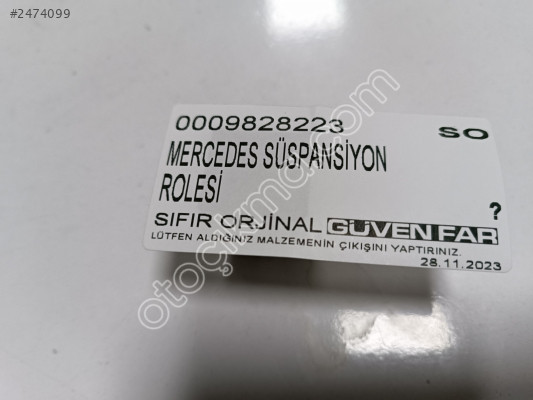 #2474099
0009828223 SO
MERCEDES SÜSPANSİYON
ROLESİ
?
SIFIR ORJİNAL GÜVEN FAR
LÜTFEN ALDIĞINIZ MALZEMENİN ÇIKIŞINI YAPTIRINIZ.
28.11.2023
otoçıkma.com